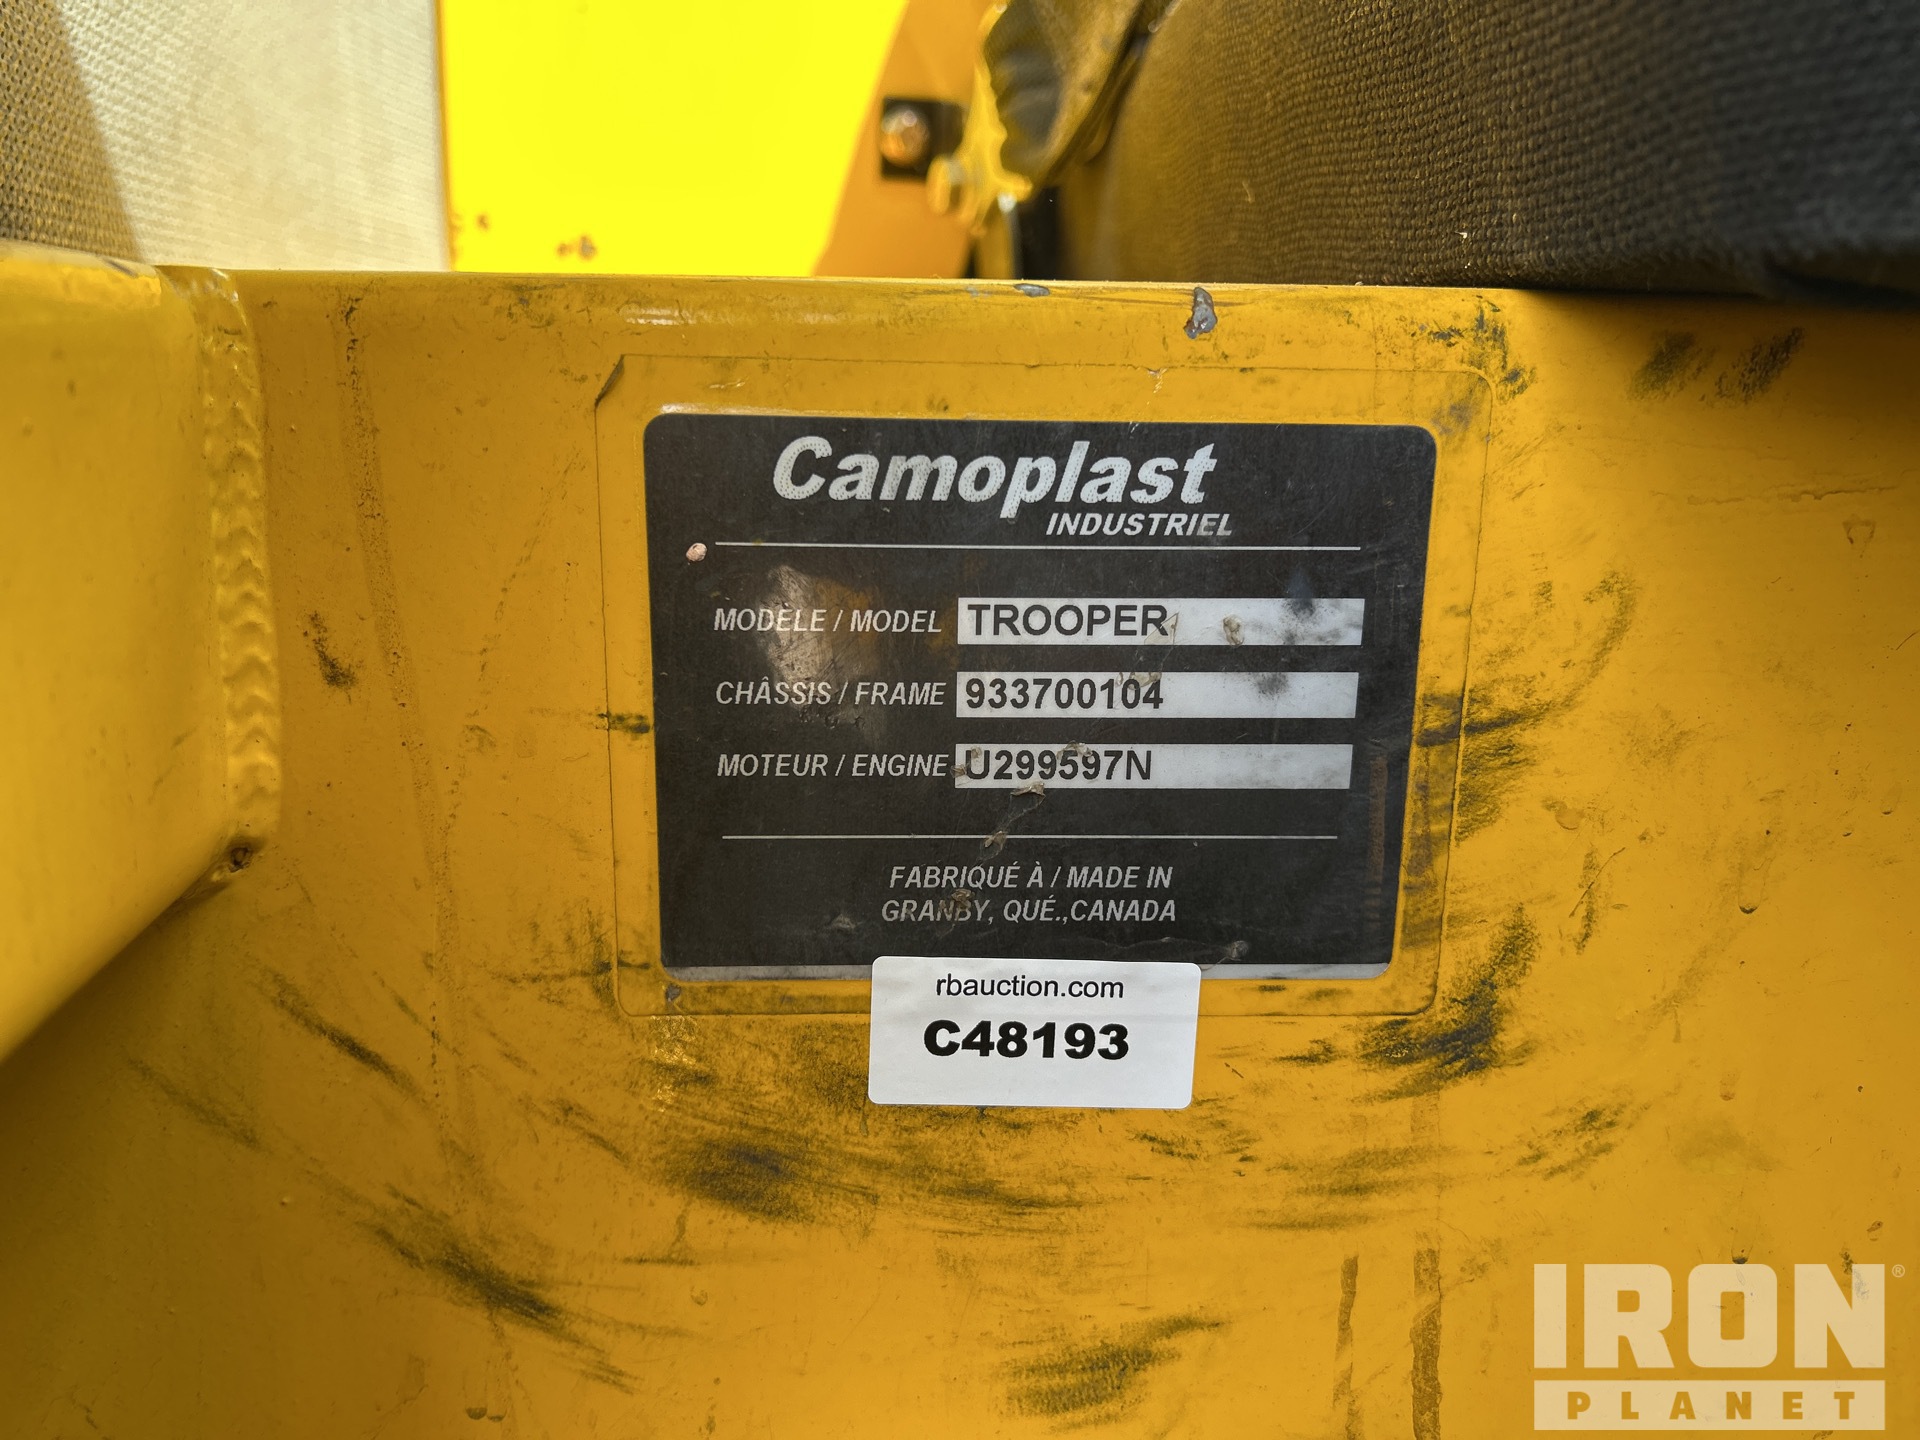 Camoplast
INDUSTRIEL
MODÈLE / MODEL TROOPER
CHÂSSIS / FRAME 933700104
MOTEUR / ENGINE U299597N
FABRIQUÉ À / MADE IN
GRANBY, QUÉ.,CANADA
rbauction.com
C48193
IRON®
PLANET